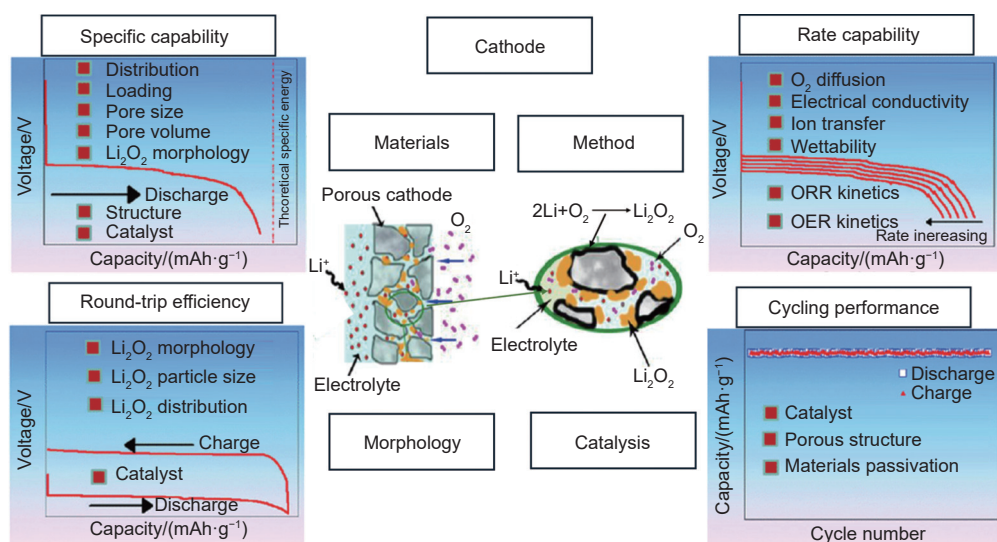 Specific capability
Voltage/V
Distribution
Loading
Pore size
Pore volume
Li₂O₂ morphology
Discharge
Structure
Catalyst
Thcoretical specific energy
Capacity/(mAh·g⁻¹)
Cathode
Materials
Method
Porous cathode
O₂
Li⁺
Electrolyte
2Li+O₂
Li₂O₂
O₂
Li⁺
Electrolyte
Li₂O₂
Morphology
Catalysis
Rate capability
Voltage/V
O₂ diffusion
Electrical conductivity
Ion transfer
Wettability
ORR kinetics
OER kinetics
Rate inereasing
Capacity/(mAh·g⁻¹)
Round-trip efficiency
Voltage/V
Li₂O₂ morphology
Li₂O₂ particle size
Li₂O₂ distribution
Charge
Catalyst
Discharge
Capacity/(mAh·g⁻¹)
Cycling performance
Capacity/(mAh·g⁻¹)
Discharge
Charge
Catalyst
Porous structure
Materials passivation
Cycle number